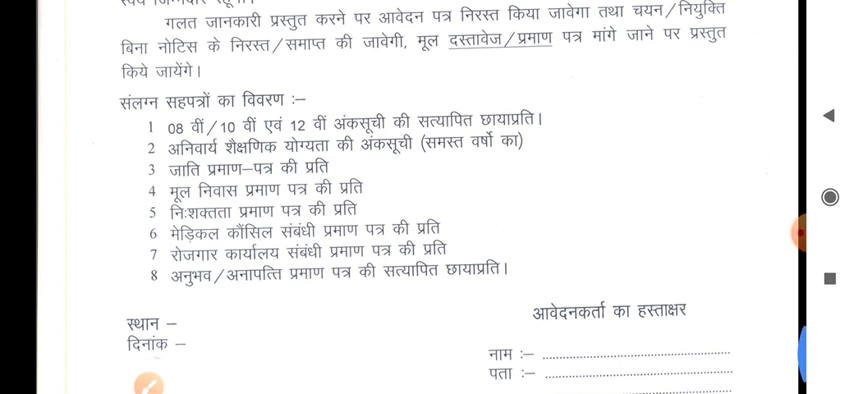 गलत जानकारी प्रस्तुत करने पर आवेदन पत्र निरस्त किया जावेगा तथा चयन/नियुक्ति
बिना नोटिस के निरस्त/समाप्त की जावेगी, मूल दस्तावेज/प्रमाण पत्र मांगे जाने पर प्रस्तुत
किये जायेंगे।
संलग्न सहपत्रों का विवरण :–
1 08 वीं/10 वीं एवं 12 वीं अंकसूची की सत्यापित छायाप्रति।
2 अनिवार्य शैक्षणिक योग्यता की अंकसूची (समस्त वर्षो का)
3 जाति प्रमाण–पत्र की प्रति
4 मूल निवास प्रमाण पत्र की प्रति
5 निःशक्तता प्रमाण पत्र की प्रति
6 मेड़िकल कौंसिल संबंधी प्रमाण पत्र की प्रति
7 रोजगार कार्यालय संबंधी प्रमाण पत्र की प्रति
8 अनुभव/अनापत्ति प्रमाण पत्र की सत्यापित छायाप्रति।
आवेदनकर्ता का हस्ताक्षर
स्थान –
दिनांक –
नाम :– ................................................
पता :– ................................................